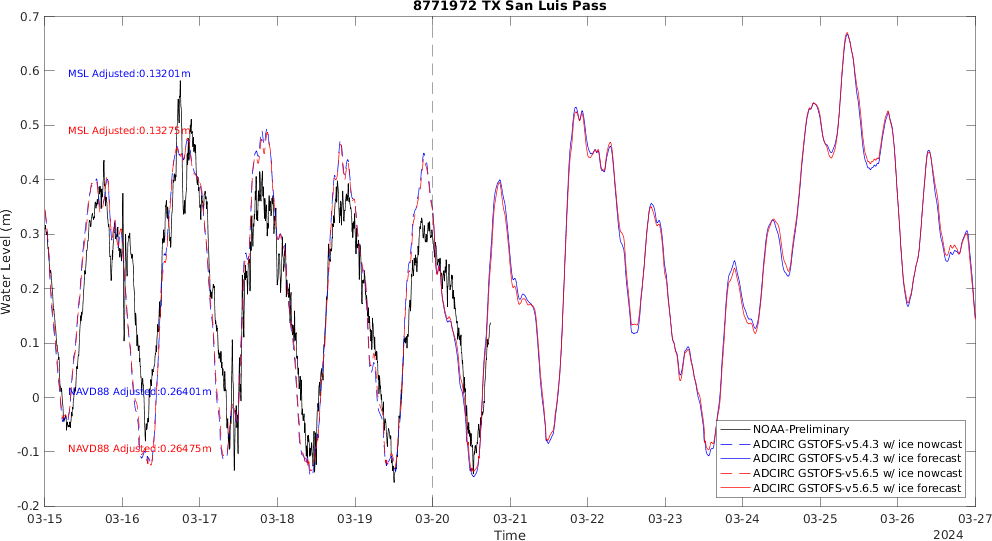 8771972 TX San Luis Pass
0.7
0.6
0.5
0.4
0.3
0.2
0.1
0
-0.1
-0.2
Water Level (m)
MSL Adjusted:0.13201m
MSL Adjusted:0.13275m
NAVD88 Adjusted:0.26401m
NAVD88 Adjusted:0.26475m
NOAA-Preliminary
ADCIRC GSTOFS-v5.4.3 w/ ice nowcast
ADCIRC GSTOFS-v5.4.3 w/ ice forecast
ADCIRC GSTOFS-v5.6.5 w/ ice nowcast
ADCIRC GSTOFS-v5.6.5 w/ ice forecast
03-15 03-16 03-17 03-18 03-19 03-20 03-21 03-22 03-23 03-24 03-25 03-26 03-27
Time
2024